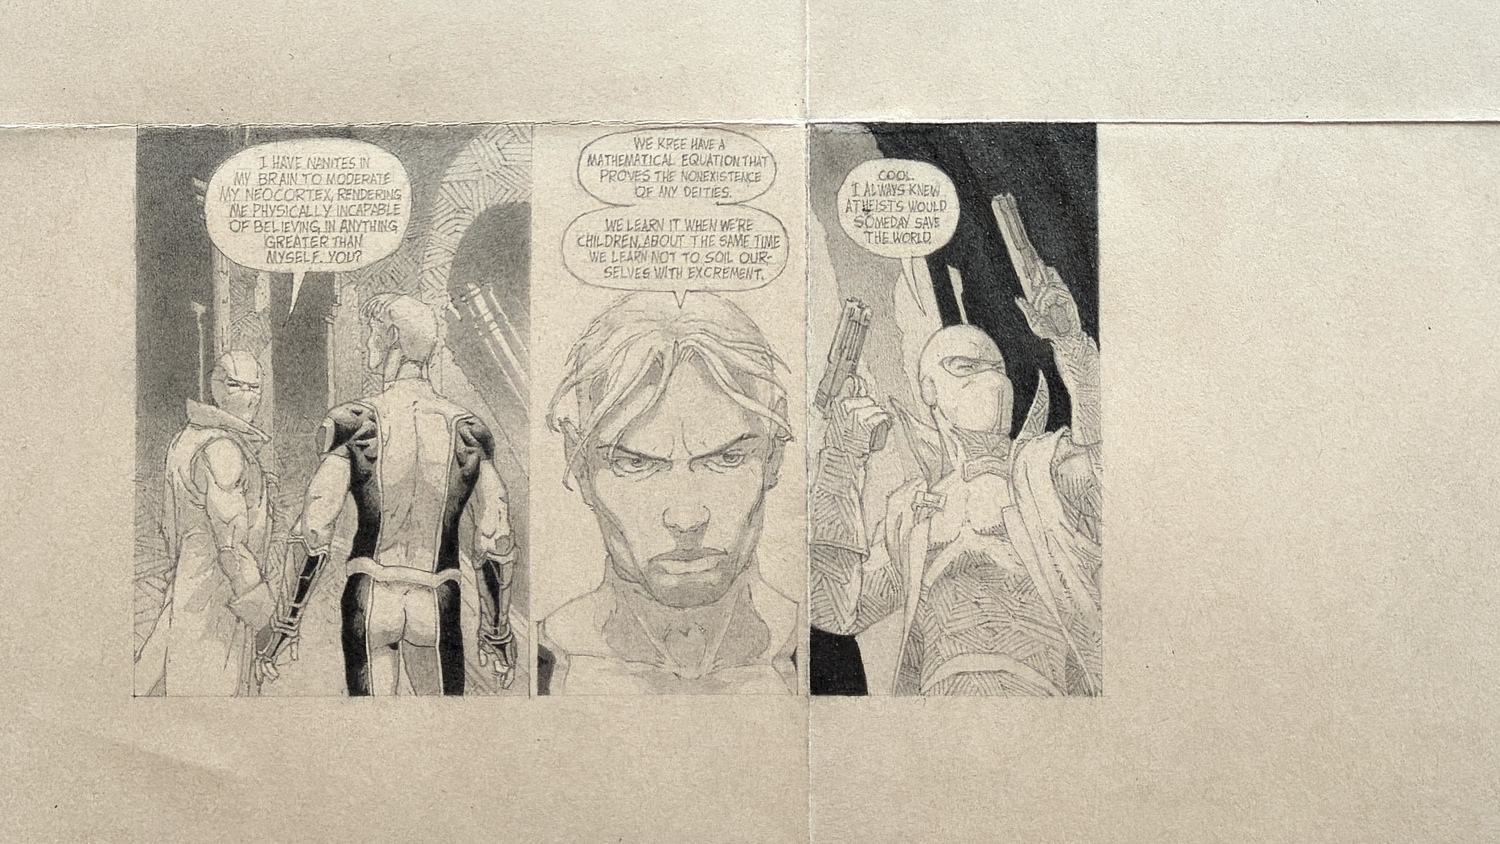 I HAVE NANITES IN
MY BRAIN TO MODERATE
MY NEOCORTEX, RENDERING
ME PHYSICALLY INCAPABLE
OF BELIEVING IN ANYTHING
GREATER THAN
MYSELF. YOU?
WE KREE HAVE A
MATHEMATICAL EQUATION THAT
PROVES THE NONEXISTENCE
OF ANY DEITIES.
WE LEARN IT WHEN WE'RE
CHILDREN, ABOUT THE SAME TIME
WE LEARN NOT TO SOIL OUR-
SELVES WITH EXCREMENT.
COOL.
I ALWAYS KNEW
ATHEISTS WOULD
SOMEDAY SAVE
THE WORLD.